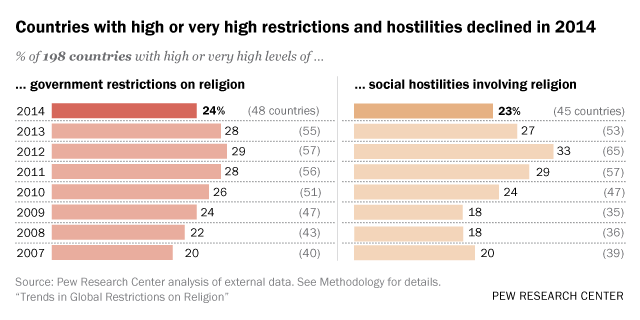 Countries with high or very high restrictions and hostilities declined in 2014
% of 198 countries with high or very high levels of ...
... government restrictions on religion
... social hostilities involving religion
2014 24% (48 countries) 23% (45 countries)
2013 28 (55) 27 (53)
2012 29 (57) 33 (65)
2011 28 (56) 29 (57)
2010 26 (51) 24 (47)
2009 24 (47) 18 (35)
2008 22 (43) 18 (36)
2007 20 (40) 20 (39)
Source: Pew Research Center analysis of external data. See Methodology for details.
“Trends in Global Restrictions on Religion”
PEW RESEARCH CENTER